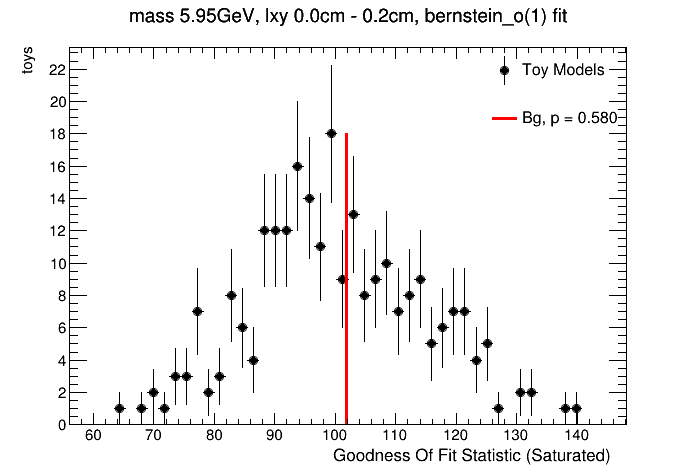 mass 5.95GeV, lxy 0.0cm - 0.2cm, bernstein_o(1) fit
toys
Toy Models
Bg, p = 0.580
22
20
18
16
14
12
10
8
6
4
2
0
60 70 80 90 100 110 120 130 140
Goodness Of Fit Statistic (Saturated)